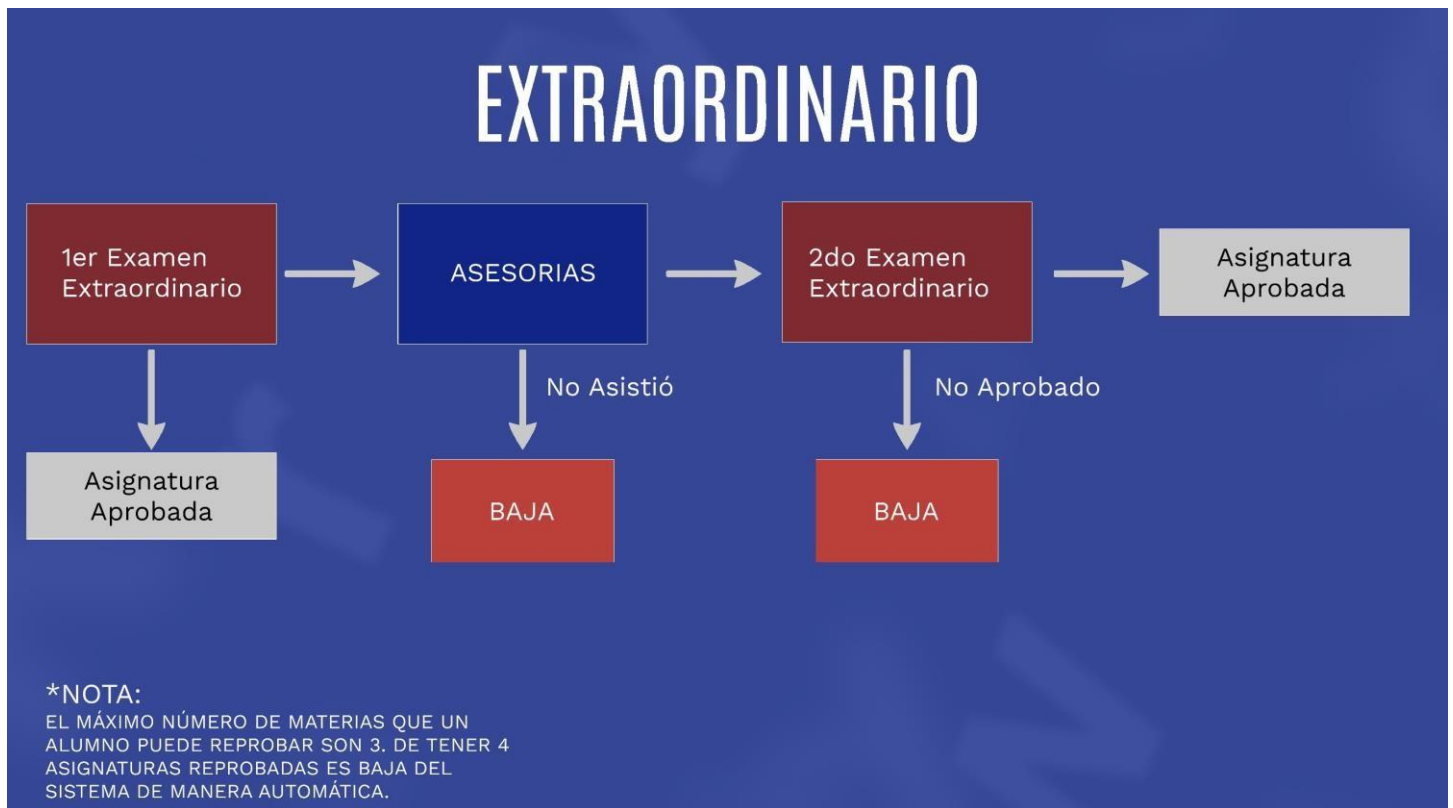 EXTRAORDINARIO
1er Examen
Extraordinario
ASESORIAS
2do Examen
Extraordinario
Asignatura
Aprobada
No Asistió
No Aprobado
Asignatura
Aprobada
BAJA
BAJA
*NOTA:
EL MÁXIMO NÚMERO DE MATERIAS QUE UN
ALUMNO PUEDE REPROBAR SON 3. DE TENER 4
ASIGNATURAS REPROBADAS ES BAJA DEL
SISTEMA DE MANERA AUTOMÁTICA.